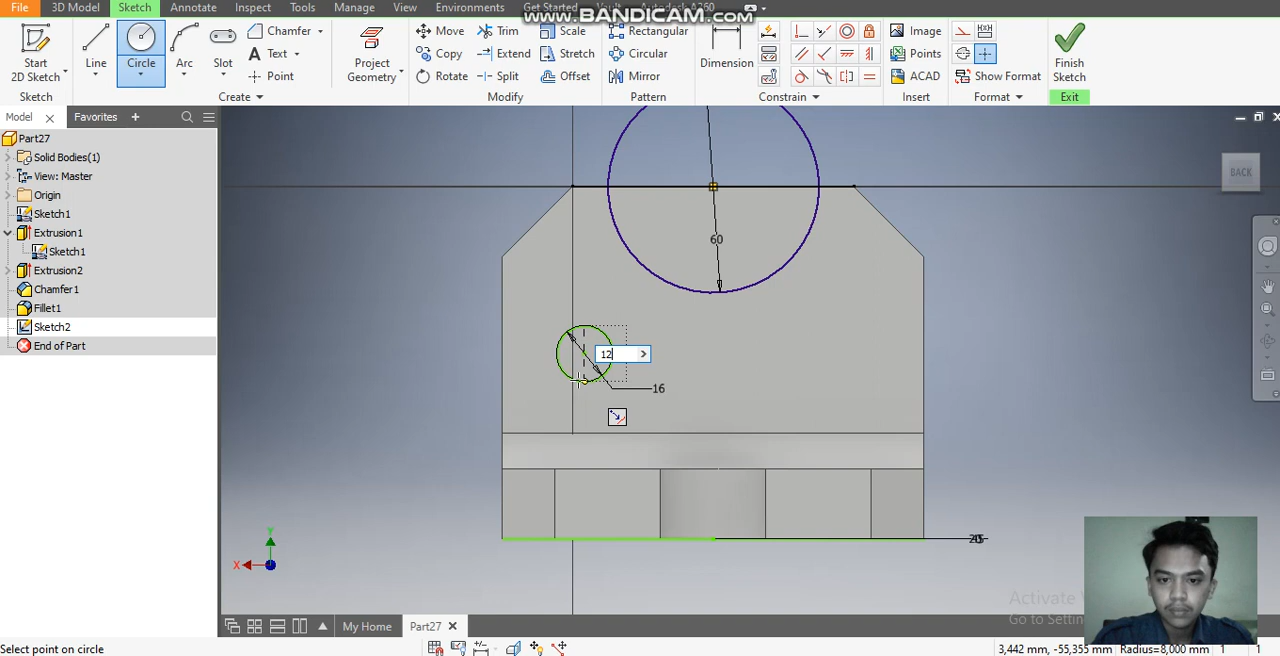 File 3D Model Sketch Annotate Inspect Tools Manage View Environments Get Started Vault Autodesk A360
www.BANDICAM.com
Start 2D Sketch
Line
Circle
Arc
Slot
Chamfer
Text
Point
Project Geometry
Move
Copy
Rotate
Trim
Extend
Split
Scale
Stretch
Offset
Rectangular
Circular
Mirror
Dimension
Image
Points
ACAD
Show Format
Finish Sketch
Sketch Create Modify Pattern Constrain Insert Format Exit
Model Favorites +
Part27
Solid Bodies(1)
View: Master
Origin
Sketch1
Extrusion1
Sketch1
Extrusion2
Chamfer1
Fillet1
Sketch2
End of Part
BACK
60
12
16
Y
X
My Home Part27
Select point on circle
3,442 mm, -55,355 mm Radius=8,000 mm 1 1